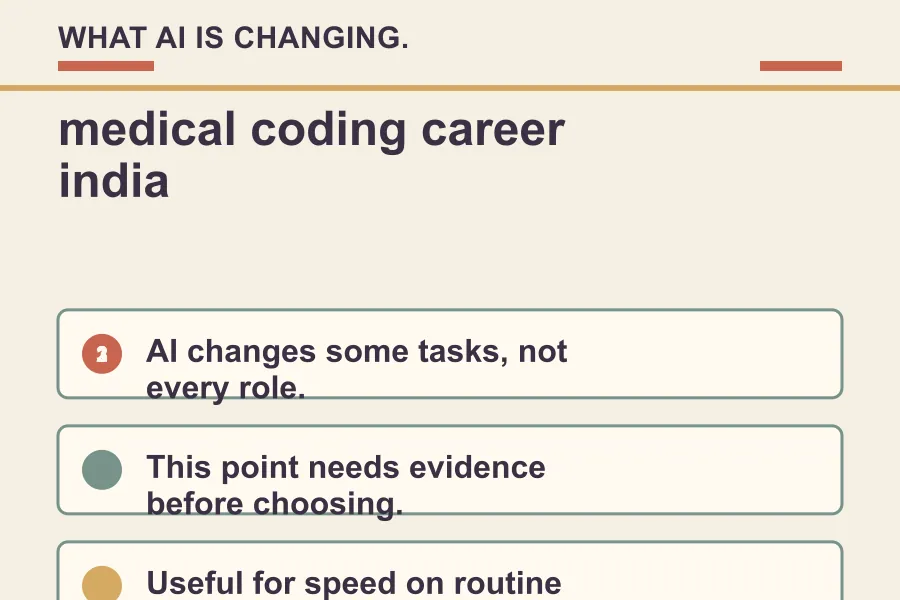 WHAT AI IS CHANGING.
medical coding career
india
AI changes some tasks, not
every role.
This point needs evidence
before choosing.
Useful for speed on routine